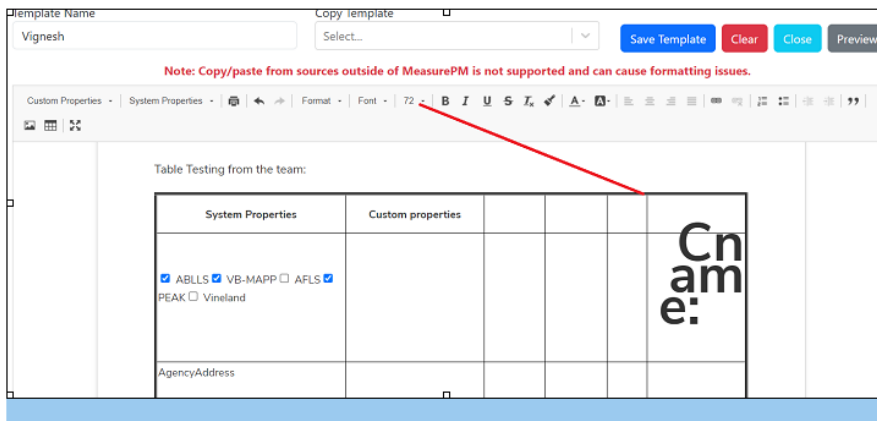 Template Name
Copy Template
Vignesh
Select...
Save Template
Clear
Close
Preview
Note: Copy/paste from sources outside of MeasurePM is not supported and can cause formatting issues.
Custom Properties
System Properties
Format
Font
72
B I U S Ix A A
Table Testing from the team:
System Properties
Custom properties
Cn
am
e:
ABLLS VB-MAPP AFLS
PEAK Vineland
AgencyAddress